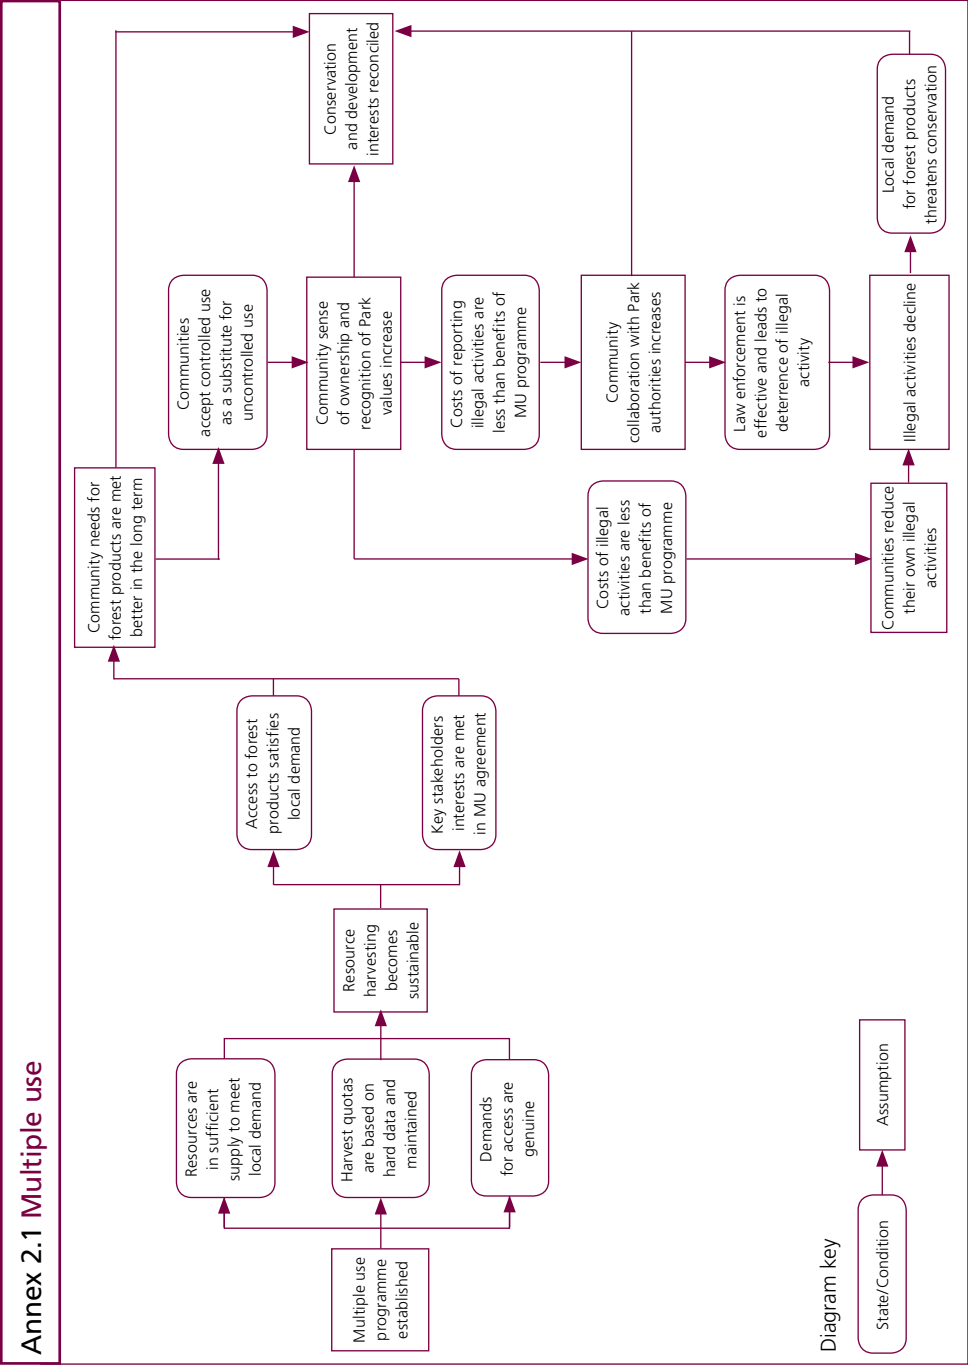 Annex 2.1 Multiple use
Multiple use
programme
established
Resources are
in sufficient
supply to meet
local demand
Harvest quotas
are based on
hard data and
maintained
Demands
for access are
genuine
Resource
harvesting
becomes
sustainable
Access to forest
products satisfies
local demand
Key stakeholders
interests are met
in MU agreement
Community needs for
forest products are met
better in the long term
Communities
accept controlled use
as a substitute for
uncontrolled use
Community sense
of ownership and
recognition of Park
values increase
Conservation
and development
interests reconciled
Costs of reporting
illegal activities are
less than benefits of
MU programme
Community
collaboration with Park
authorities increases
Law enforcement is
effective and leads to
deterrence of illegal
activity
Costs of illegal
activities are less
than benefits of
MU programme
Communities reduce
their own illegal
activities
Illegal activities decline
Local demand
for forest products
threatens conservation
Diagram key
State/Condition
Assumption